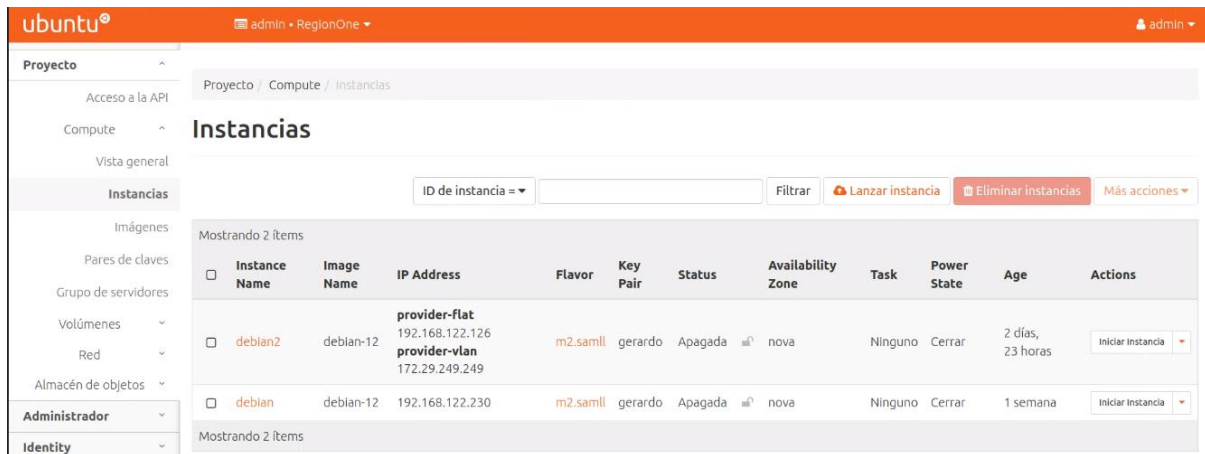 ubuntu®
admin • RegionOne
admin
Proyecto
Acceso a la API
Compute
Vista general
Instancias
Imágenes
Pares de claves
Grupo de servidores
Volúmenes
Red
Almacén de objetos
Administrador
Identity
Proyecto / Compute / Instancias
Instancias
ID de instancia =
Filtrar
Lanzar instancia
Eliminar instancias
Más acciones
Mostrando 2 ítems
Instance Name
Image Name
IP Address
Flavor
Key Pair
Status
Availability Zone
Task
Power State
Age
Actions
debian2
debian-12
provider-flat
192.168.122.126
provider-vlan
172.29.249.249
m2.samll
gerardo
Apagada
nova
Ninguno
Cerrar
2 días,
23 horas
Iniciar Instancia
debian
debian-12
192.168.122.230
m2.samll
gerardo
Apagada
nova
Ninguno
Cerrar
1 semana
Iniciar Instancia
Mostrando 2 ítems